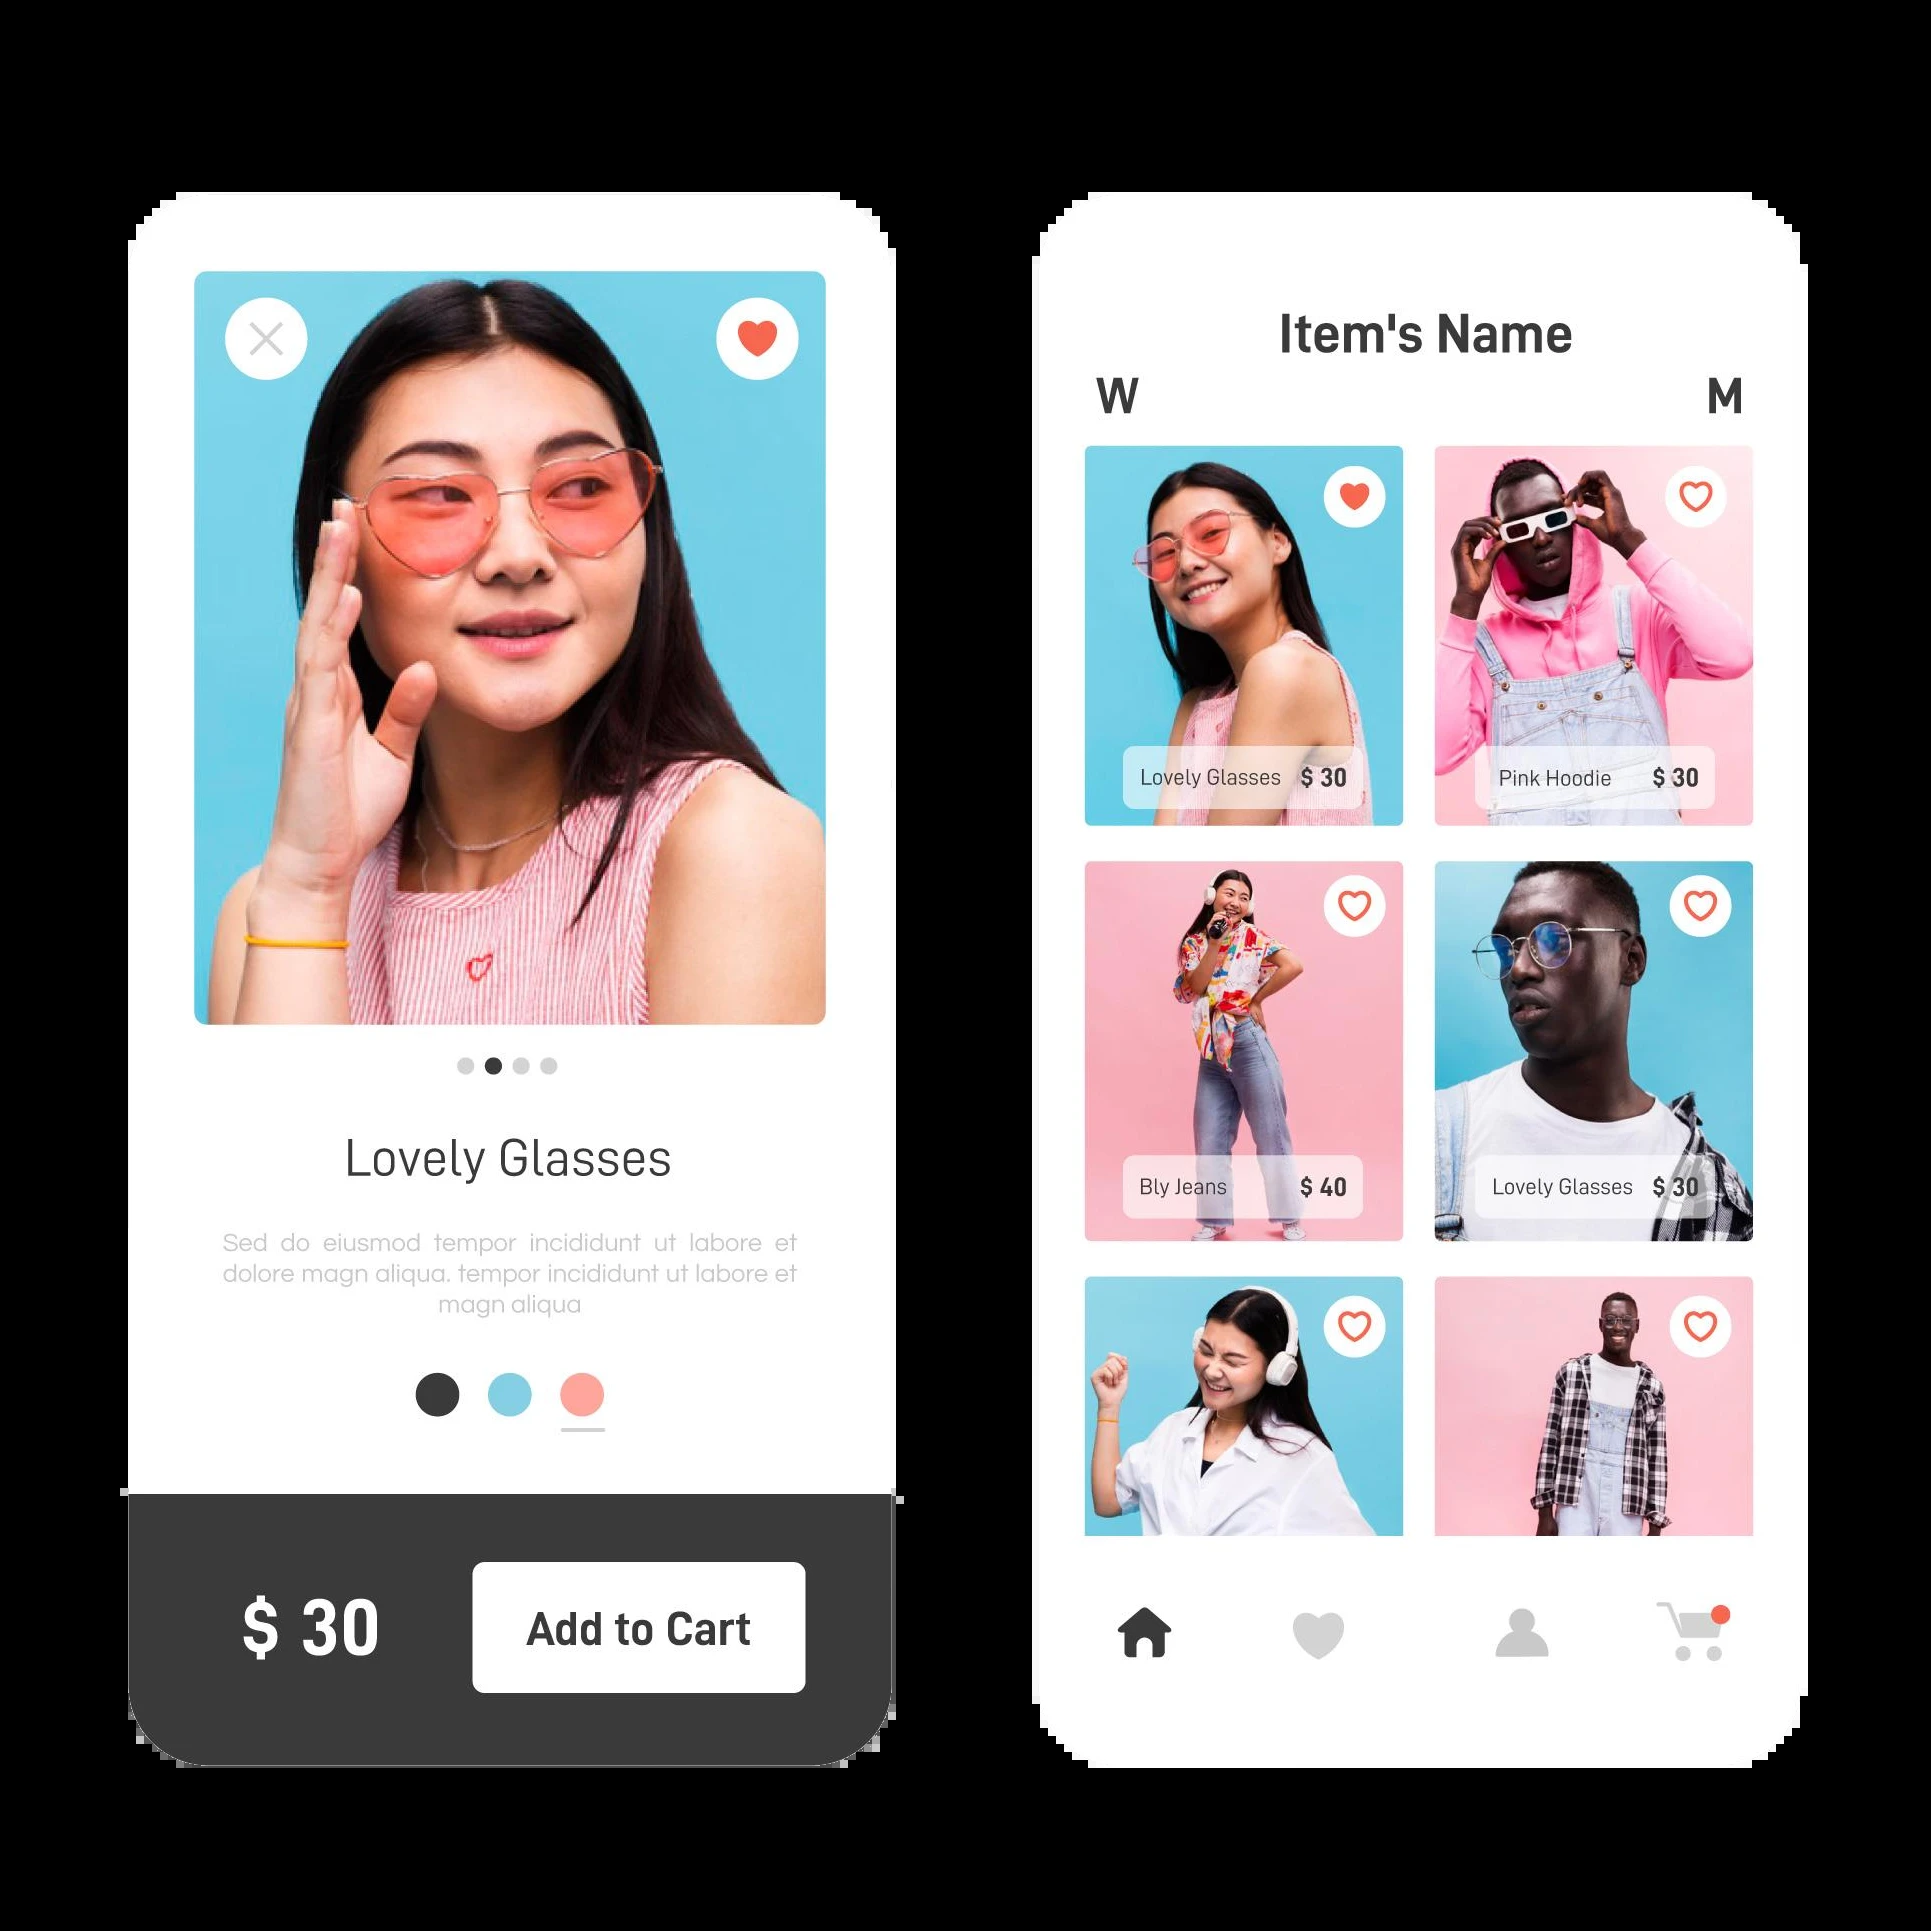 Lovely Glasses
Sed do eiusmod tempor incididunt ut labore et
dolore magn aliqua. tempor incididunt ut labore et
magn aliqua
$ 30
Add to Cart
Item's Name
W
M
Lovely Glasses $ 30
Pink Hoodie $ 30
Bly Jeans $ 40
Lovely Glasses $ 30